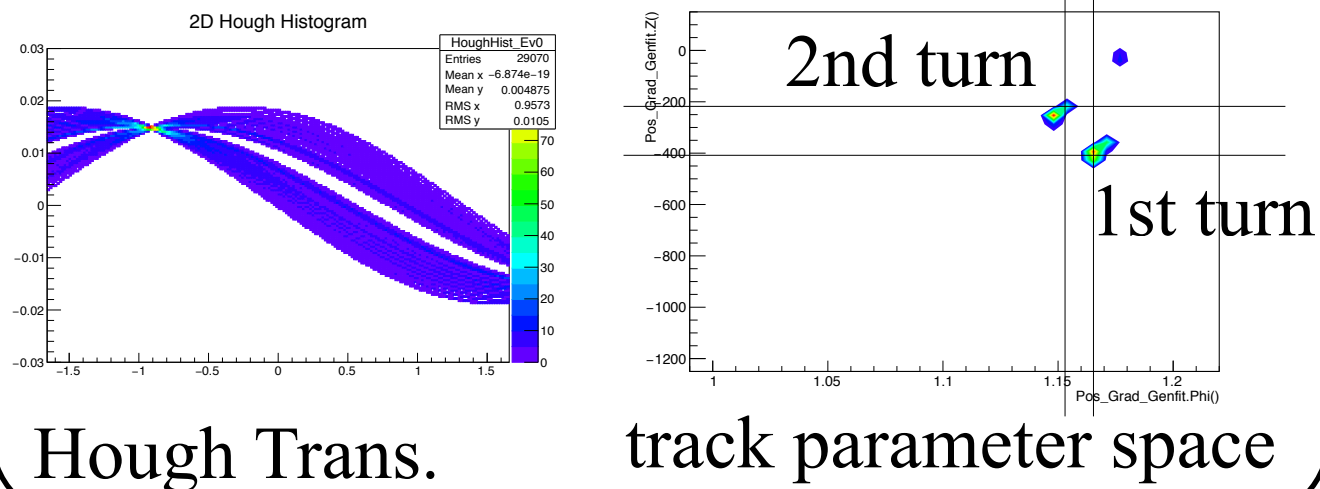 2D Hough Histogram
HoughHist_Ev0
Entries 29070
Mean x −6.874e−19
Mean y 0.004875
RMS x 0.9573
RMS y 0.0105
0.03
0.02
0.01
0
−0.01
−0.02
−0.03
−1.5 −1 −0.5 0 0.5 1 1.5
70
60
50
40
30
20
10
0
Hough Trans.
Pos_Grad_Genfit.Z()
0
−200
−400
−600
−800
−1000
−1200
2nd turn
1st turn
1 1.05 1.1 1.15 1.2
Pos_Grad_Genfit.Phi()
track parameter space